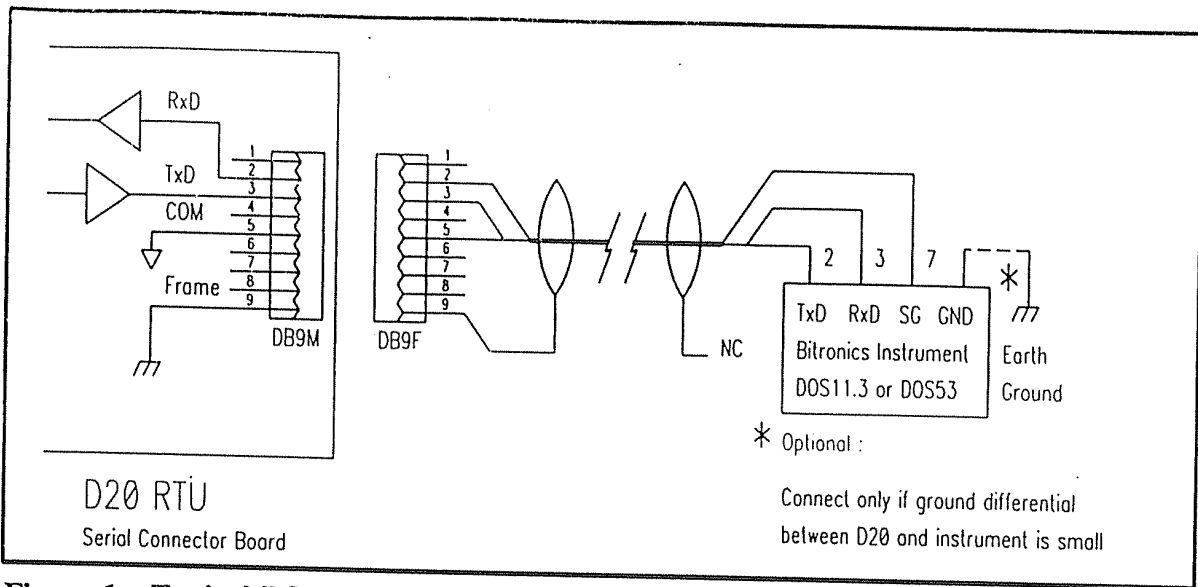 RxD
TxD
COM
Frame
1
2
3
4
5
6
7
8
9
DB9M
1
2
3
4
5
6
7
8
9
DB9F
NC
2 3 7
TxD RxD SG GND
Bitronics Instrument
DOS11.3 or DOS53
Earth
Ground
* Optional :
Connect only if ground differential
between D20 and instrument is small
D20 RTU
Serial Connector Board